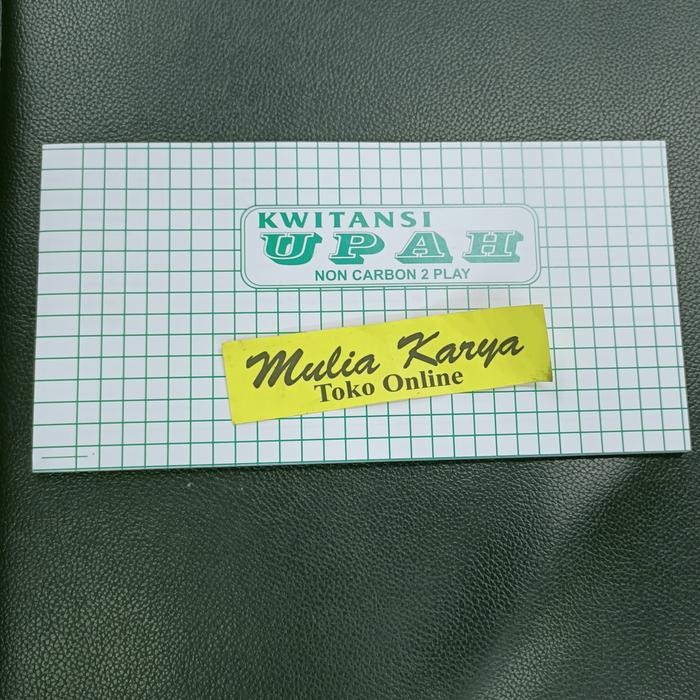 KWITANSI
UPAH
NON CARBON 2 PLAY
Mulia Karya
Toko Online